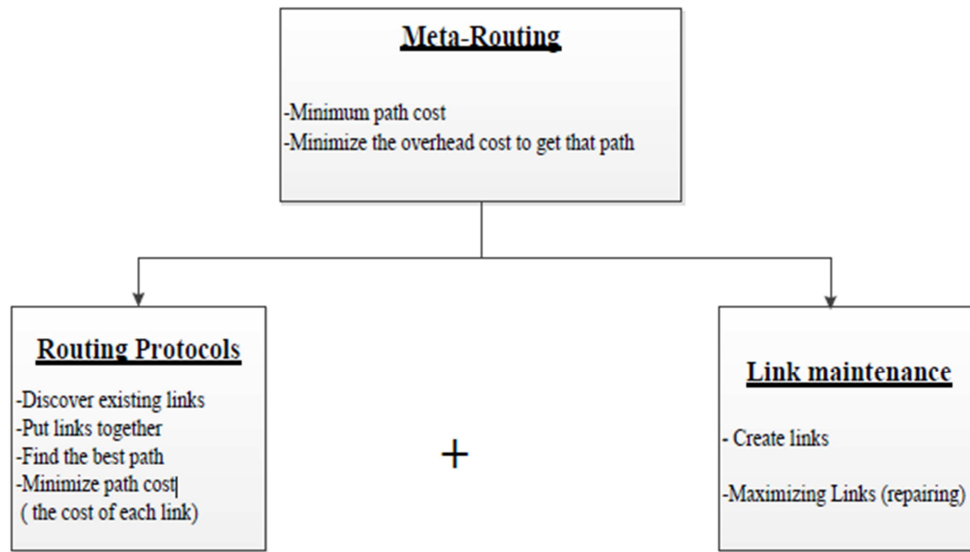 Meta-Routing
-Minimum path cost
-Minimize the overhead cost to get that path
Routing Protocols
-Discover existing links
-Put links together
-Find the best path
-Minimize path cost
( the cost of each link)
+
Link maintenance
- Create links
-Maximizing Links (repairing)